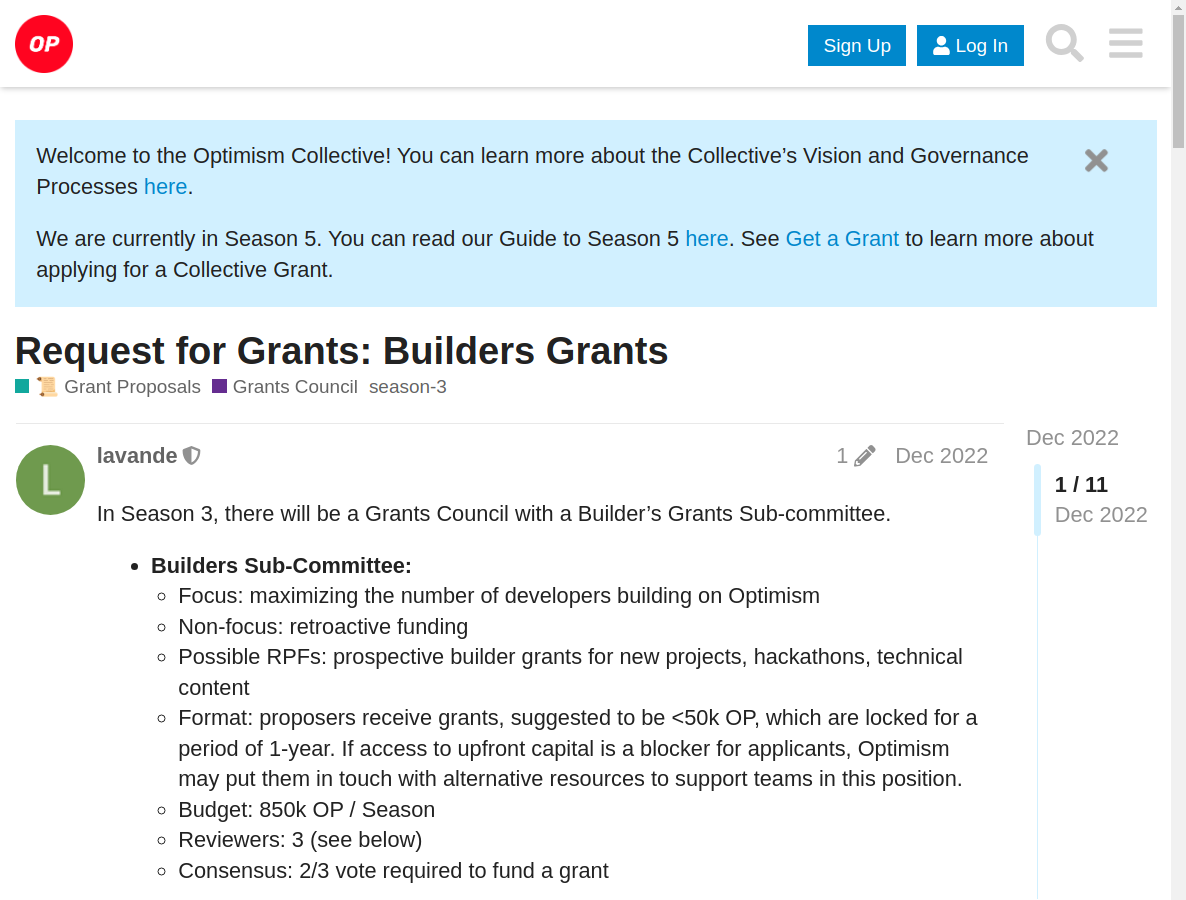 OP
Sign Up
Log In
Welcome to the Optimism Collective! You can learn more about the Collective’s Vision and Governance
Processes here.
We are currently in Season 5. You can read our Guide to Season 5 here. See Get a Grant to learn more about
applying for a Collective Grant.
Request for Grants: Builders Grants
Grant Proposals Grants Council season-3
L
lavande
1
Dec 2022
In Season 3, there will be a Grants Council with a Builder’s Grants Sub-committee.
Builders Sub-Committee:
Focus: maximizing the number of developers building on Optimism
Non-focus: retroactive funding
Possible RPFs: prospective builder grants for new projects, hackathons, technical
content
Format: proposers receive grants, suggested to be <50k OP, which are locked for a
period of 1-year. If access to upfront capital is a blocker for applicants, Optimism
may put them in touch with alternative resources to support teams in this position.
Budget: 850k OP / Season
Reviewers: 3 (see below)
Consensus: 2/3 vote required to fund a grant
Dec 2022
1 / 11
Dec 2022